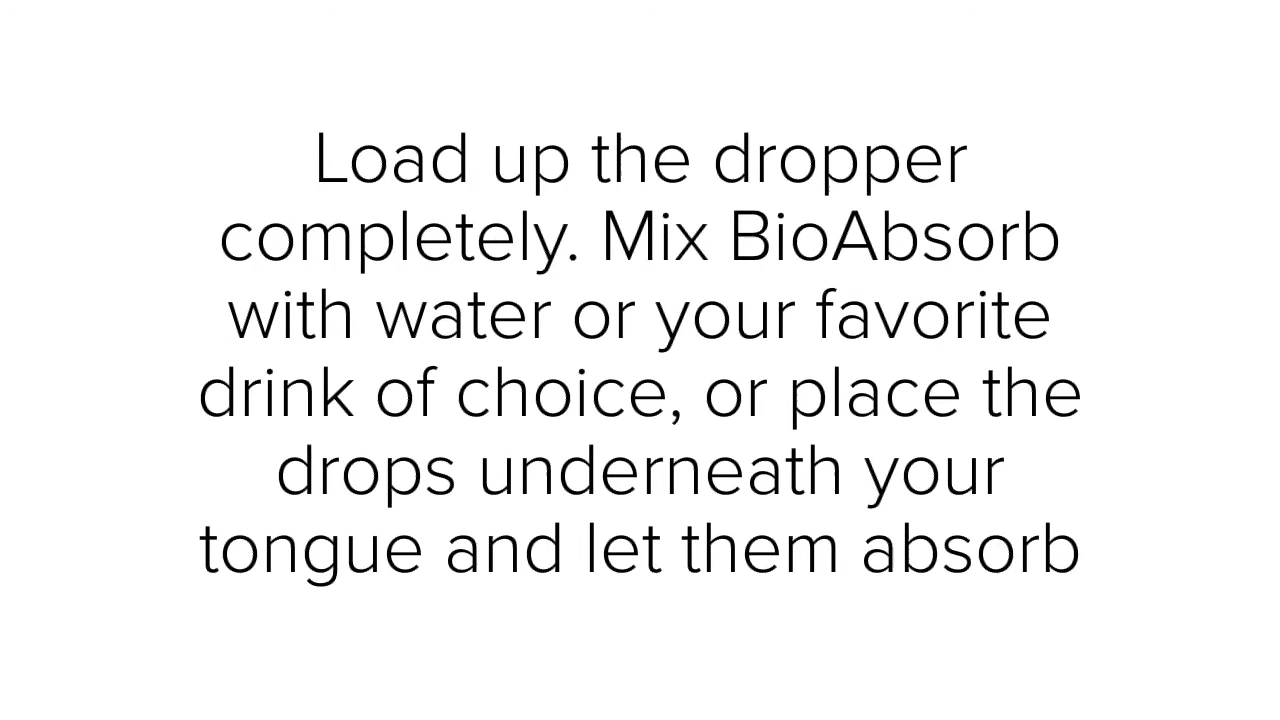 Load up the dropper
completely. Mix BioAbsorb
with water or your favorite
drink of choice, or place the
drops underneath your
tongue and let them absorb